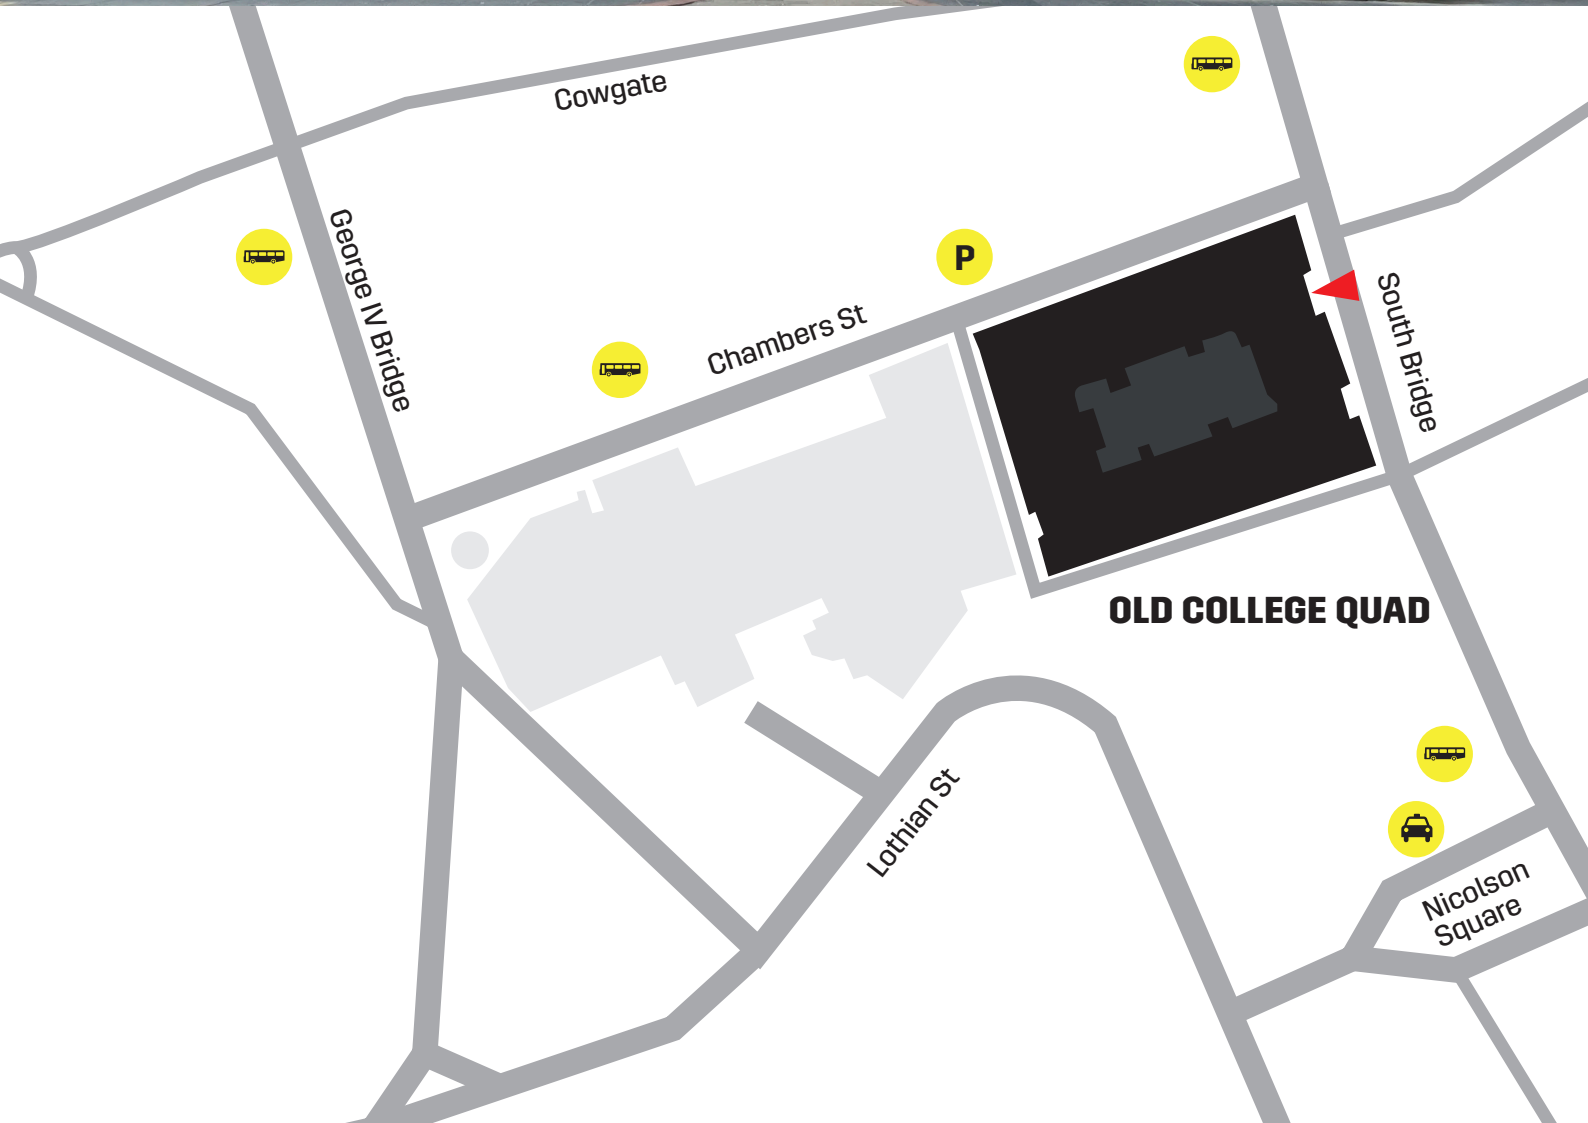 Cowgate
George IV Bridge
P
Chambers St
South Bridge
OLD COLLEGE QUAD
Lothian St
Nicolson
Square